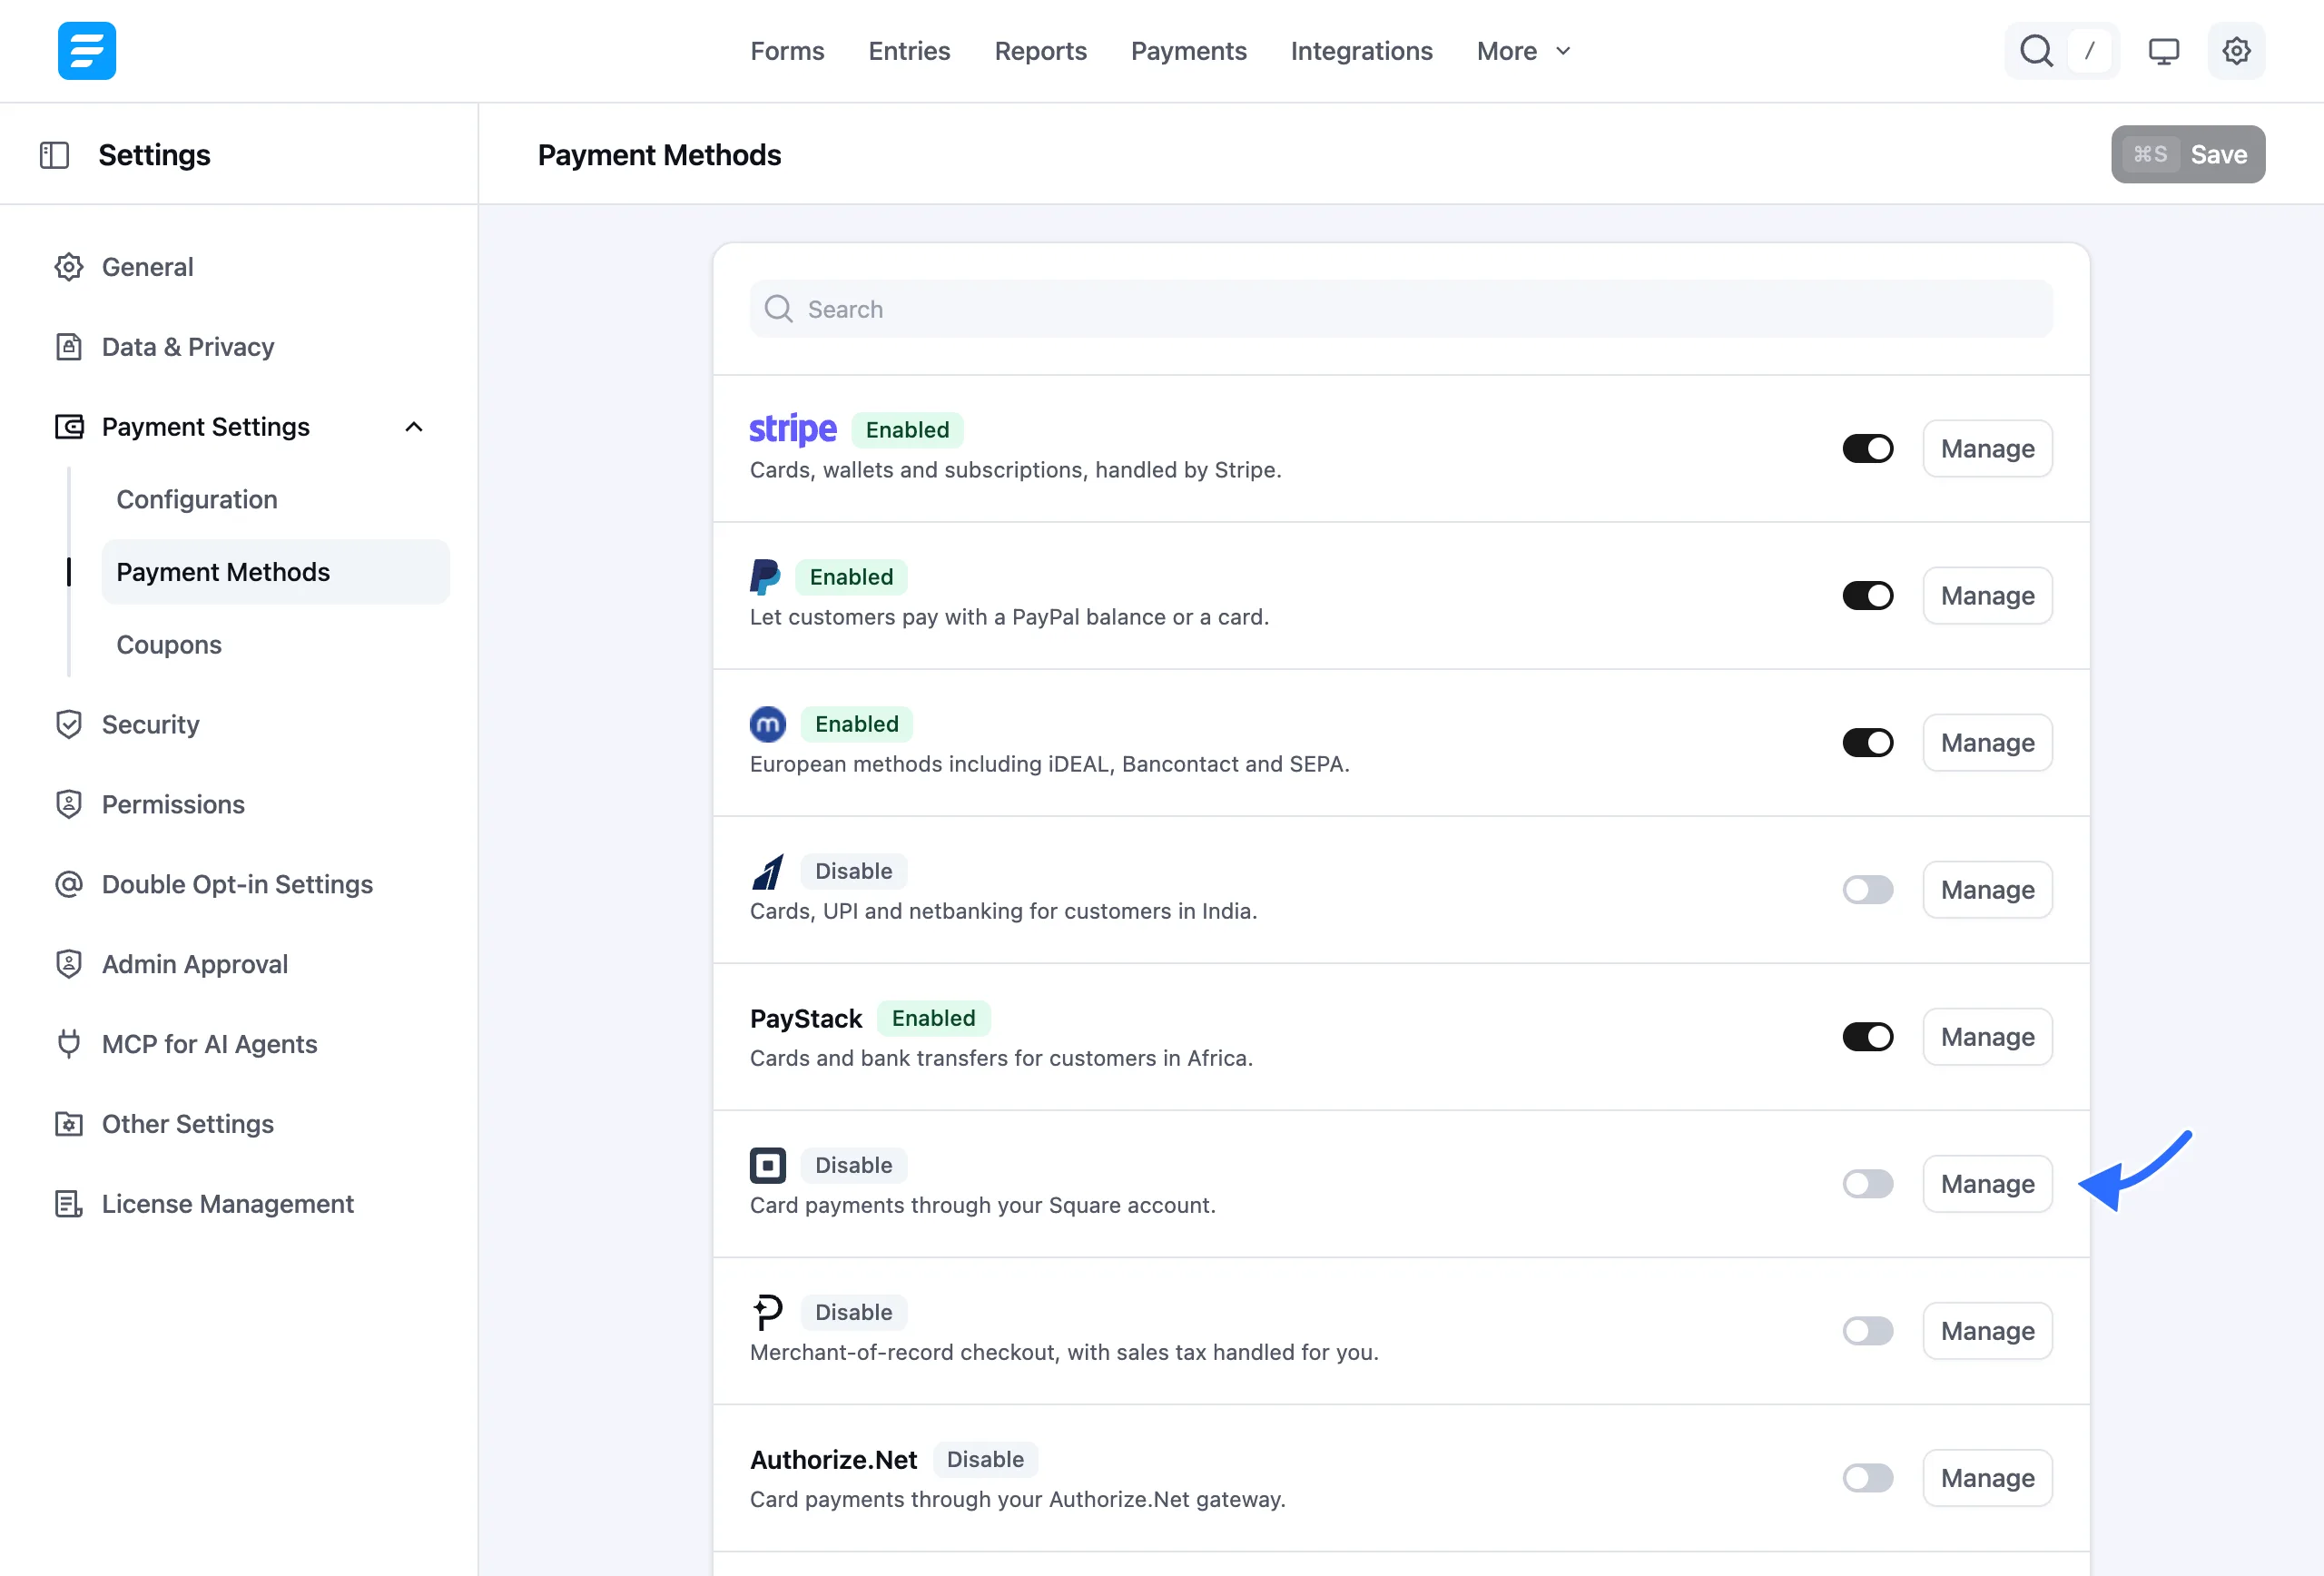 Forms Entries Reports Payments Integrations More /
Settings
Payment Methods
⌘S Save
General
Data & Privacy
Payment Settings
Configuration
Payment Methods
Coupons
Security
Permissions
Double Opt-in Settings
Admin Approval
MCP for AI Agents
Other Settings
License Management
Search
stripe Enabled
Cards, wallets and subscriptions, handled by Stripe.
Manage
Enabled
Let customers pay with a PayPal balance or a card.
Manage
m Enabled
European methods including iDEAL, Bancontact and SEPA.
Manage
Disable
Cards, UPI and netbanking for customers in India.
Manage
PayStack Enabled
Cards and bank transfers for customers in Africa.
Manage
Disable
Card payments through your Square account.
Manage
Disable
Merchant-of-record checkout, with sales tax handled for you.
Manage
Authorize.Net Disable
Card payments through your Authorize.Net gateway.
Manage